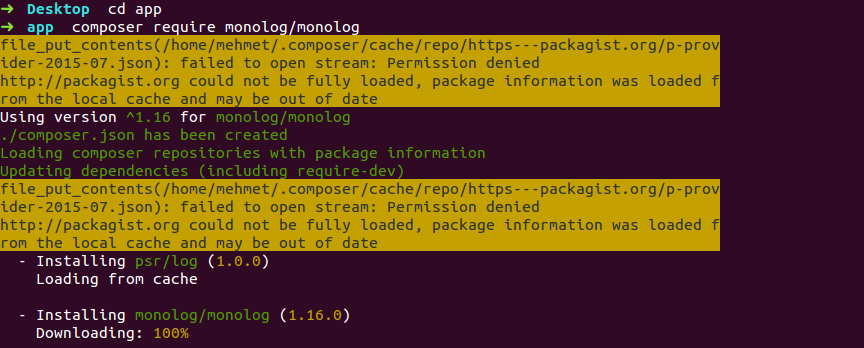 ➜  Desktop  cd app
➜  app  composer require monolog/monolog
file_put_contents(/home/mehmet/.composer/cache/repo/https---packagist.org/p-prov
ider-2015-07.json): failed to open stream: Permission denied
http://packagist.org could not be fully loaded, package information was loaded f
rom the local cache and may be out of date
Using version ^1.16 for monolog/monolog
./composer.json has been created
Loading composer repositories with package information
Updating dependencies (including require-dev)
file_put_contents(/home/mehmet/.composer/cache/repo/https---packagist.org/p-prov
ider-2015-07.json): failed to open stream: Permission denied
http://packagist.org could not be fully loaded, package information was loaded f
rom the local cache and may be out of date
  - Installing psr/log (1.0.0)
    Loading from cache

  - Installing monolog/monolog (1.16.0)
    Downloading: 100%